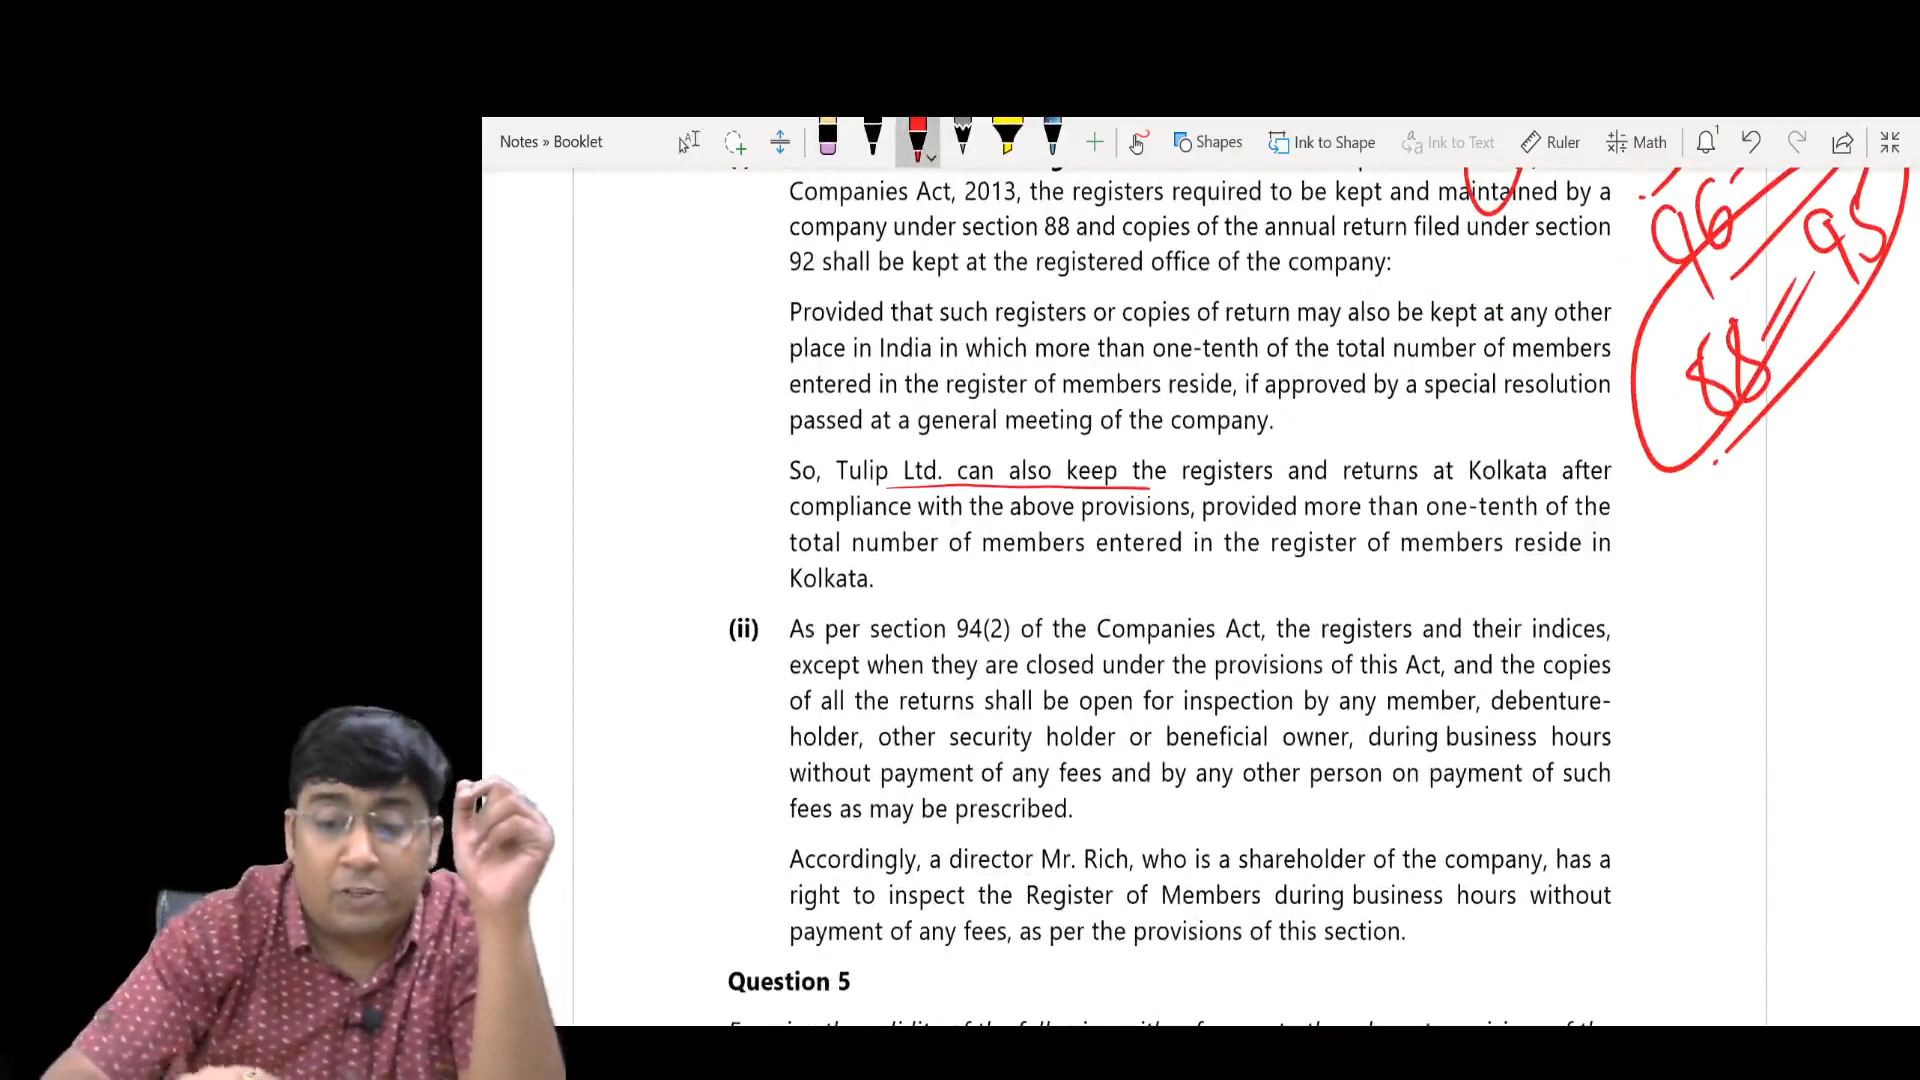 Notes » Booklet
1
Shapes
Ink to Shape
Ink to Text
Ruler
Math
Companies Act, 2013, the registers required to be kept and maintained by a
company under section 88 and copies of the annual return filed under section
92 shall be kept at the registered office of the company:
Provided that such registers or copies of return may also be kept at any other
place in India in which more than one-tenth of the total number of members
entered in the register of members reside, if approved by a special resolution
passed at a general meeting of the company.
So, Tulip Ltd. can also keep the registers and returns at Kolkata after
compliance with the above provisions, provided more than one-tenth of the
total number of members entered in the register of members reside in
Kolkata.
(ii) As per section 94(2) of the Companies Act, the registers and their indices,
except when they are closed under the provisions of this Act, and the copies
of all the returns shall be open for inspection by any member, debenture-
holder, other security holder or beneficial owner, during business hours
without payment of any fees and by any other person on payment of such
fees as may be prescribed.
Accordingly, a director Mr. Rich, who is a shareholder of the company, has a
right to inspect the Register of Members during business hours without
payment of any fees, as per the provisions of this section.
Question 5
96
95
88